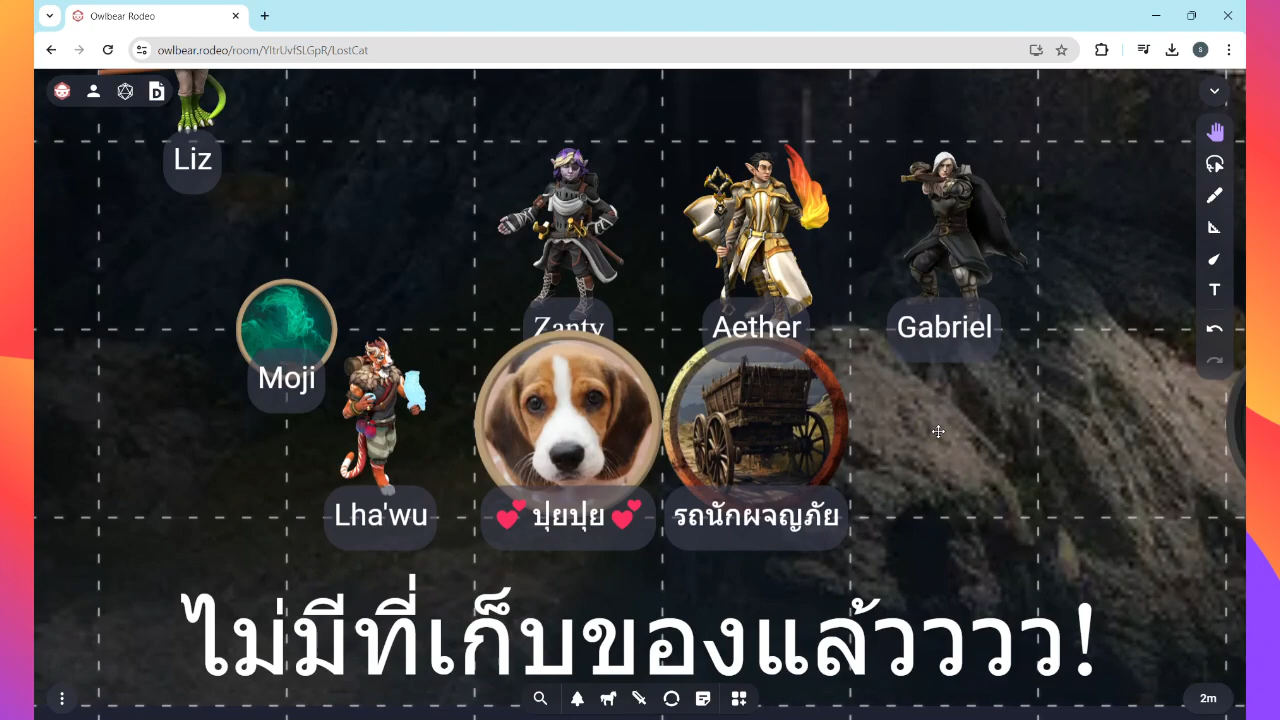 Owlbear Rodeo
owlbear.rodeo/room/YItrUvfSLGpR/LostCat
S
D
Liz
Zanty
Aether
Gabriel
Moji
Lha'wu
💕 ปุยปุย 💕
รถนักผจญภัย
T
ไม่มีที่เก็บของแล้วววว!
2m